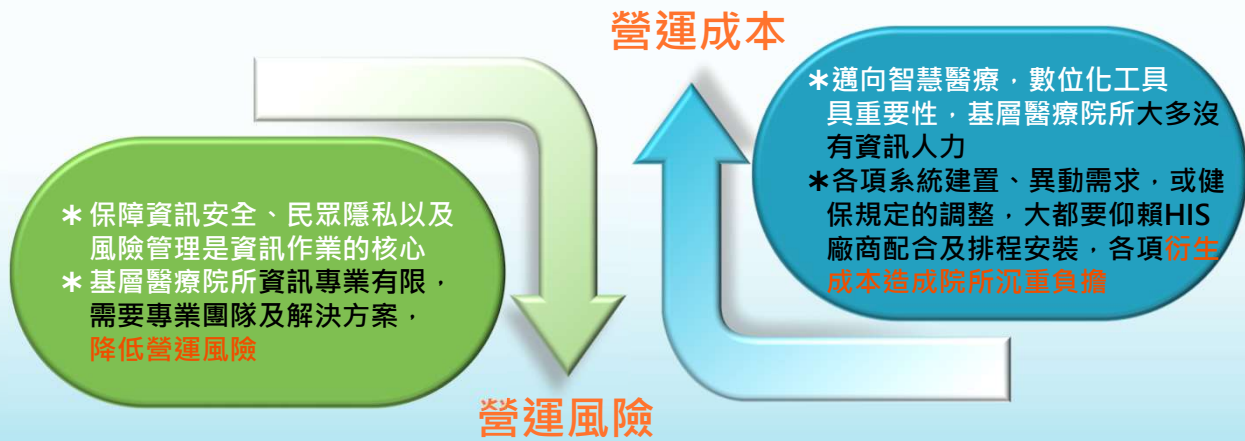 營運成本
＊邁向智慧醫療，數位化工具
具重要性，基層醫療院所大多沒
有資訊人力
＊各項系統建置、異動需求，或健
保規定的調整，大都要仰賴HIS
廠商配合及排程安裝，各項衍生
成本造成院所沉重負擔
＊保障資訊安全、民眾隱私以及
風險管理是資訊作業的核心
＊基層醫療院所資訊專業有限，
需要專業團隊及解決方案，
降低營運風險
營運風險